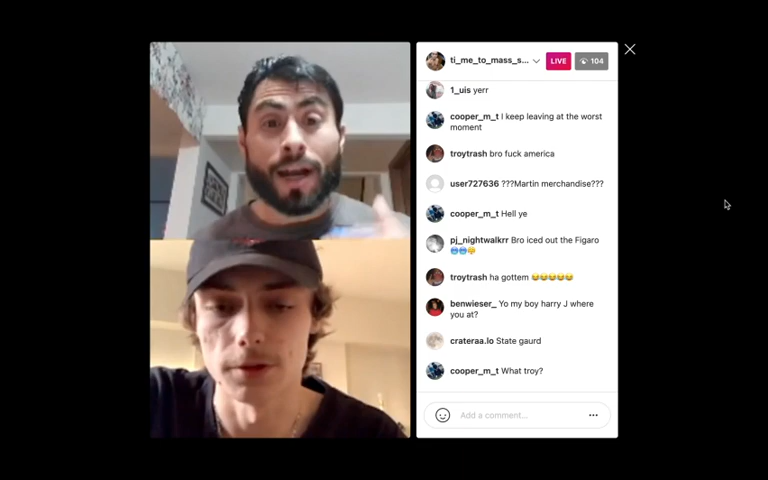 ti_me_to_mass_s...
LIVE
104
1_uis yerr
cooper_m_t I keep leaving at the worst
moment
troytrash bro fuck america
user727636 ???Martin merchandise???
cooper_m_t Hell ye
pj_nightwalkrr Bro iced out the Figaro
🥶🥶😤
troytrash ha gottem 😂😂😂😂😂
benwieser_ Yo my boy harry J where
you at?
crateraa.lo State gaurd
cooper_m_t What troy?
Add a comment...